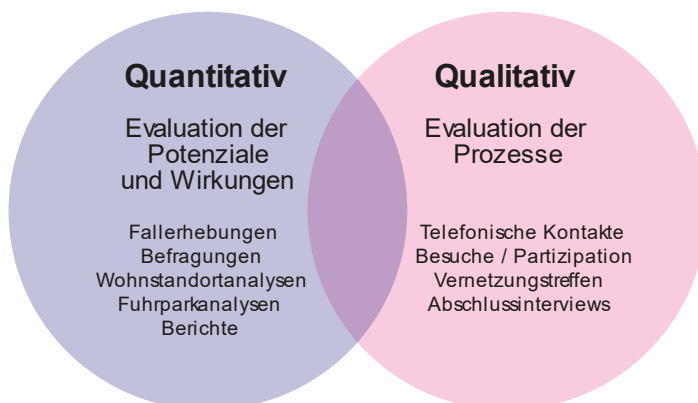 Quantitativ
Evaluation der
Potenziale
und Wirkungen
Fallerhebungen
Befragungen
Wohnstandortanalysen
Fuhrparkanalysen
Berichte
Qualitativ
Evaluation der
Prozesse
Telefonische Kontakte
Besuche / Partizipation
Vernetzungstreffen
Abschlussinterviews